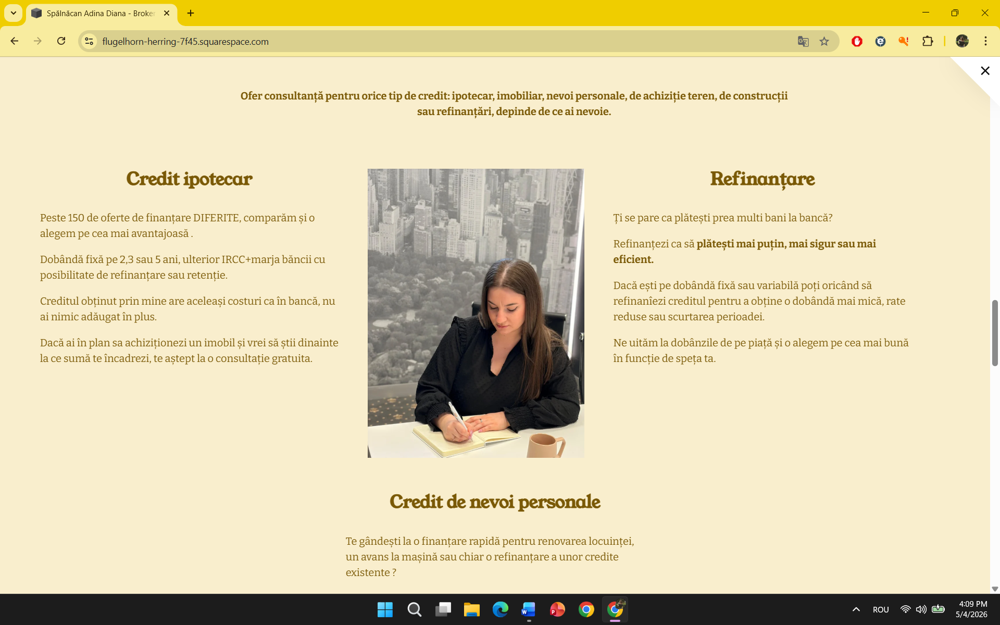 Spălnăcan Adina Diana - Broker
flugelhorn-herring-7f45.squarespace.com
Ofer consultanță pentru orice tip de credit: ipotecar, imobiliar, nevoi personale, de achiziție teren, de construcții
sau refinanțări, depinde de ce ai nevoie.
Credit ipotecar
Peste 150 de oferte de finanțare DIFERITE, comparăm și o
alegem pe cea mai avantajoasă .
Dobândă fixă pe 2,3 sau 5 ani, ulterior IRCC+marja băncii cu
posibilitate de refinanțare sau retenție.
Creditul obținut prin mine are aceleași costuri ca în bancă, nu
ai nimic adăugat în plus.
Dacă ai în plan sa achiziționezi un imobil și vrei să știi dinainte
la ce sumă te încadrezi, te aștept la o consultație gratuita.
Refinanțare
Ți se pare ca plătești prea multi bani la bancă?
Refinanțezi ca să plătești mai puțin, mai sigur sau mai
eficient.
Dacă ești pe dobândă fixă sau variabilă poți oricând să
refinanîezi creditul pentru a obține o dobândă mai mică, rate
reduse sau scurtarea perioadei.
Ne uităm la dobânzile de pe piață și o alegem pe cea mai bună
în funcție de speța ta.
Credit de nevoi personale
Te gândești la o finanțare rapidă pentru renovarea locuinței,
un avans la mașină sau chiar o refinanțare a unor credite
existente ?
ROU
4:09 PM
5/4/2026